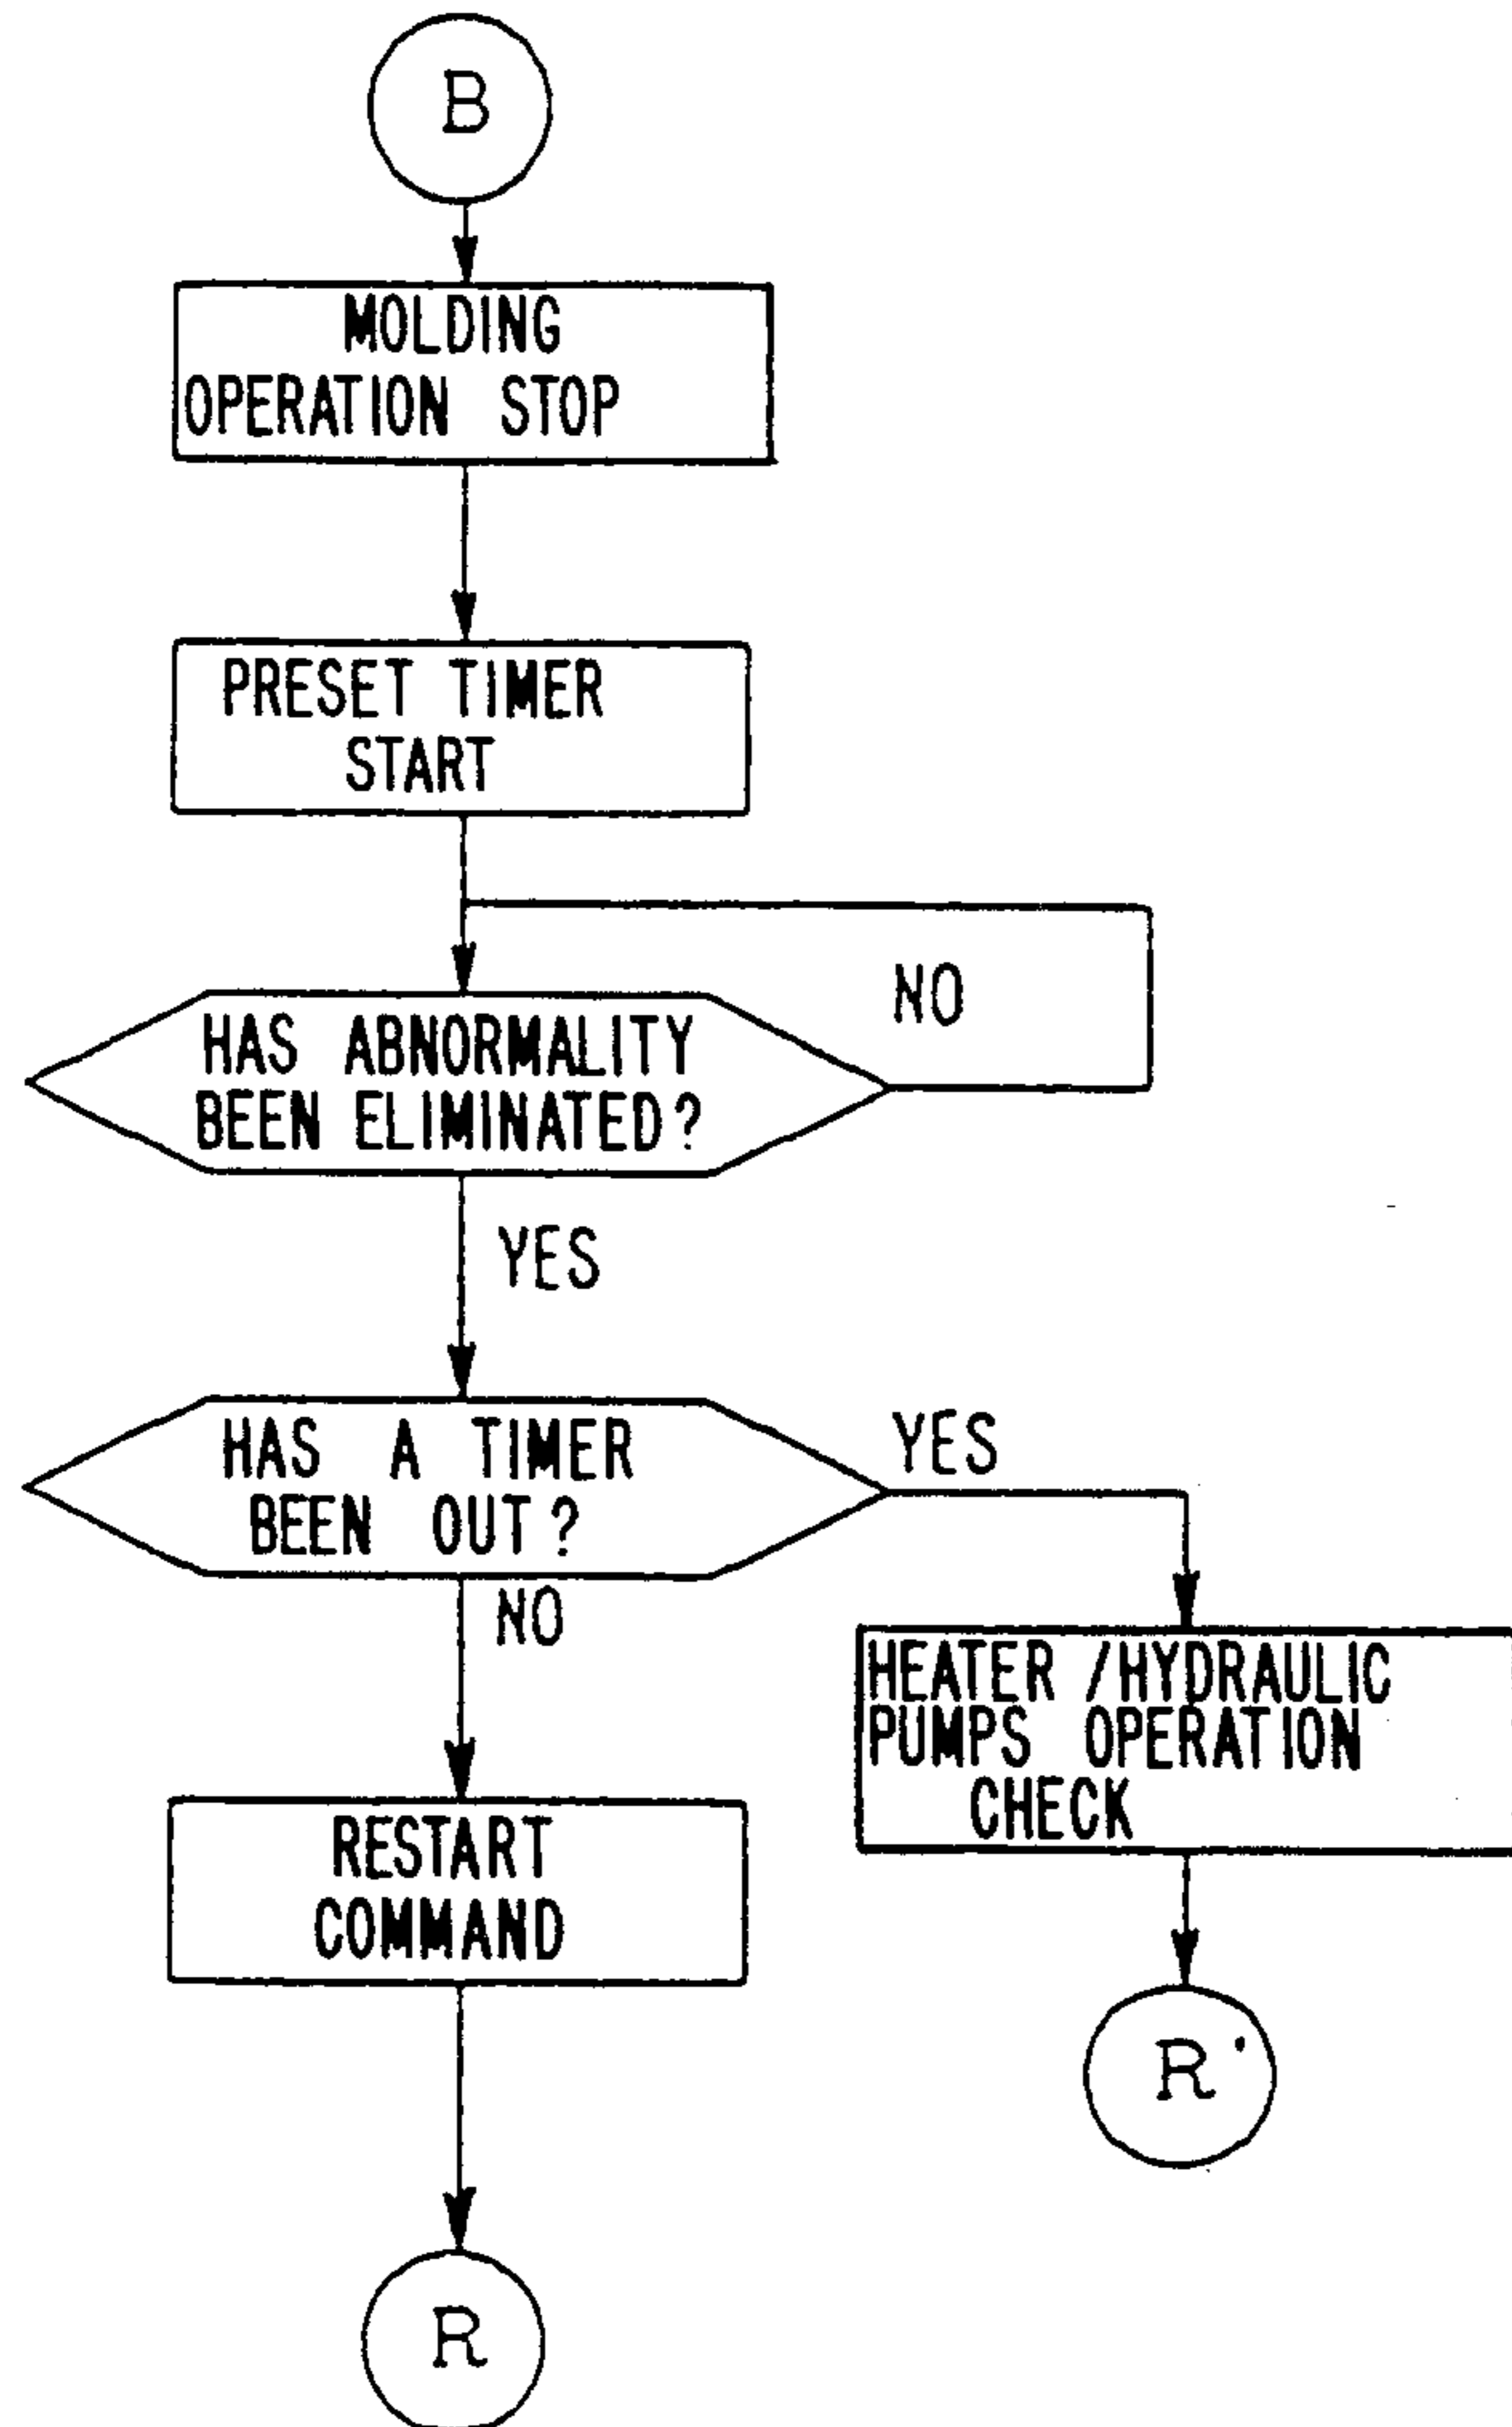 B
MOLDING
OPERATION STOP
PRESET TIMER
START
NO
HAS ABNORMALITY
BEEN ELIMINATED?
YES
HAS A TIMER
BEEN OUT?
YES
NO
HEATER /HYDRAULIC
PUMPS OPERATION
CHECK
RESTART
COMMAND
R'
R